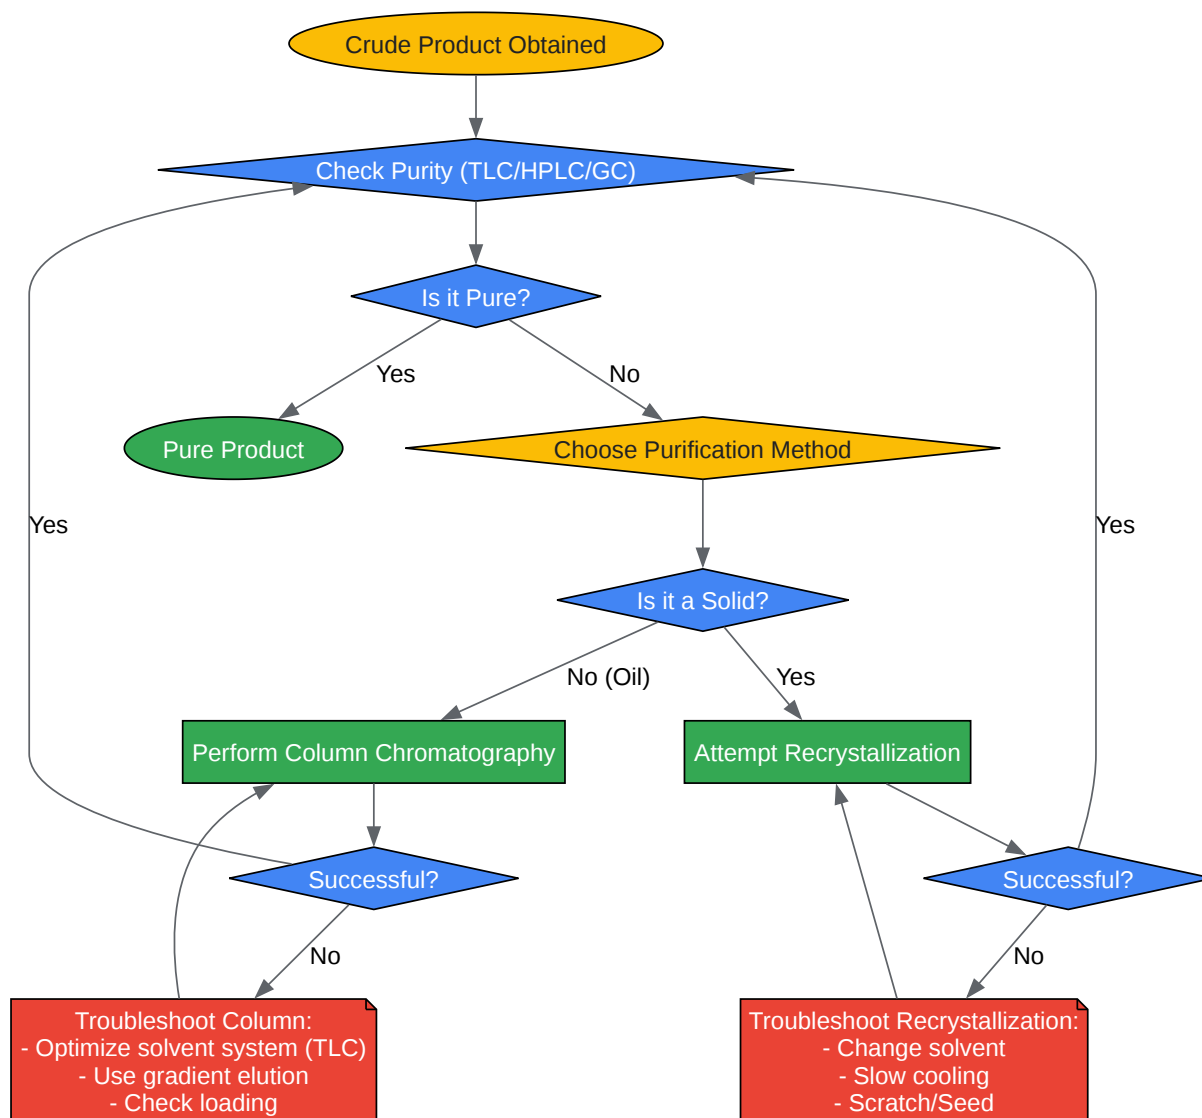 Crude Product Obtained
Check Purity (TLC/HPLC/GC)
Is it Pure?
Yes
No
Pure Product
Choose Purification Method
Yes
Yes
Is it a Solid?
No (Oil)
Yes
Perform Column Chromatography
Attempt Recrystallization
Successful?
Successful?
No
No
Troubleshoot Column:
- Optimize solvent system (TLC)
- Use gradient elution
- Check loading
Troubleshoot Recrystallization:
- Change solvent
- Slow cooling
- Scratch/Seed